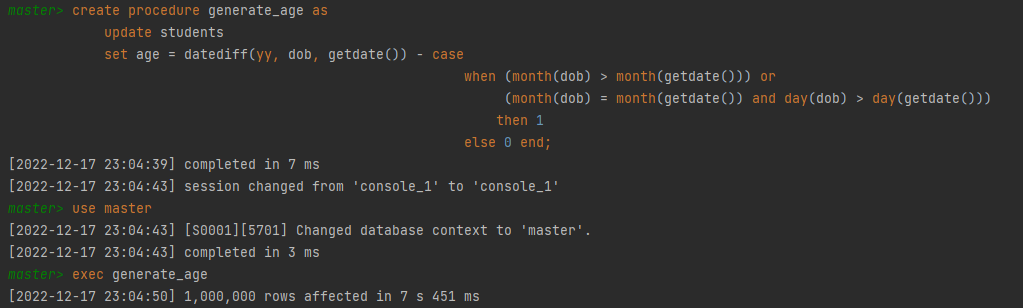 master> create procedure generate_age as
update students
set age = datediff(yy, dob, getdate()) - case
when (month(dob) > month(getdate())) or
(month(dob) = month(getdate()) and day(dob) > day(getdate()))
then 1
else 0 end;
[2022-12-17 23:04:39] completed in 7 ms
[2022-12-17 23:04:43] session changed from 'console_1' to 'console_1'
master> use master
[2022-12-17 23:04:43] [S0001][5701] Changed database context to 'master'.
[2022-12-17 23:04:43] completed in 3 ms
master> exec generate_age
[2022-12-17 23:04:50] 1,000,000 rows affected in 7 s 451 ms